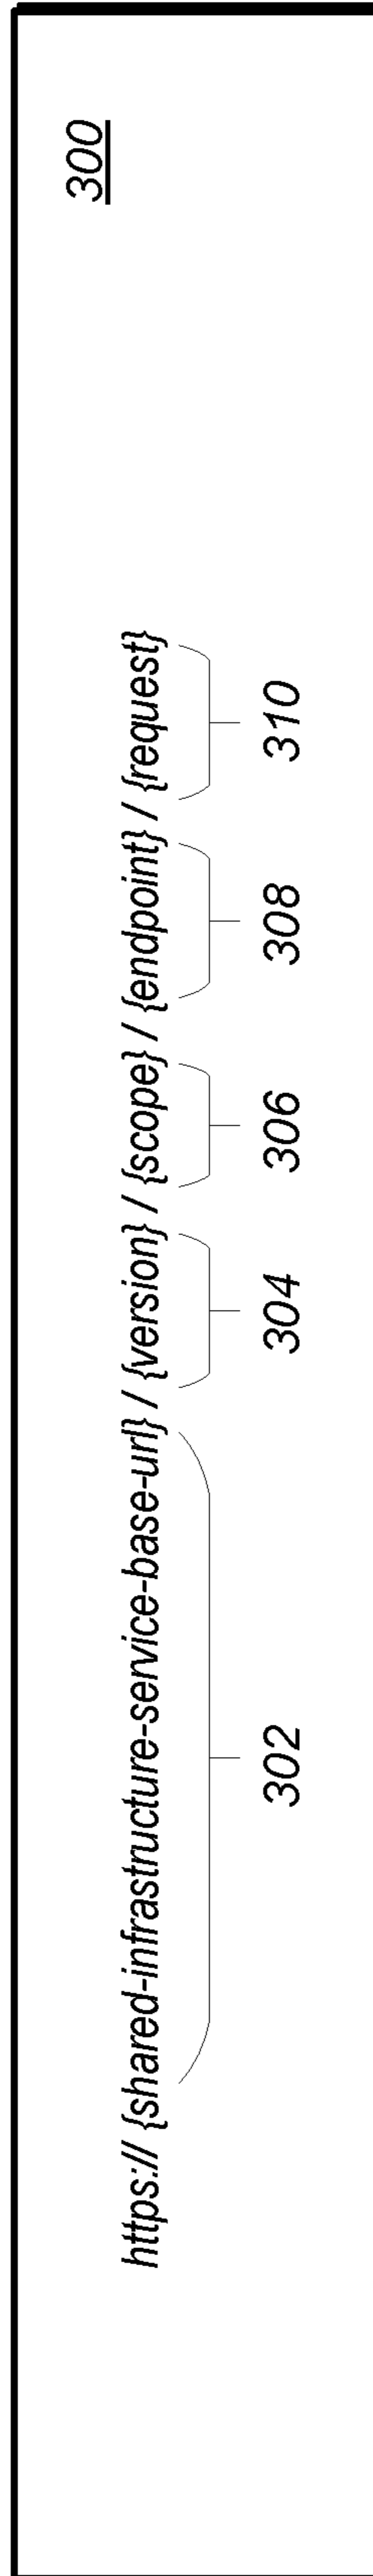 300
https:// {shared-infrastructure-service-base-url} / {version} / {scope} / {endpoint} / {request}
302 304 306 308 310